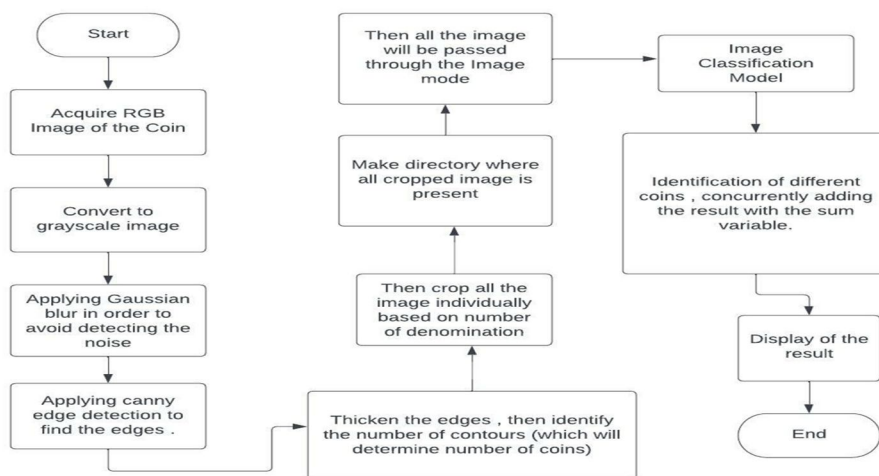 Start
Acquire RGB
Image of the Coin
Convert to
grayscale image
Applying Gaussian
blur in order to
avoid detecting the
noise
Applying canny
edge detection to
find the edges .
Thicken the edges , then identify
the number of contours (which will
determine number of coins)
Then crop all the
image individually
based on number
of denomination
Make directory where
all cropped image is
present
Then all the image
will be passed
through the Image
mode
Image
Classification
Model
Identification of different
coins , concurrently adding
the result with the sum
variable.
Display of the
result
End